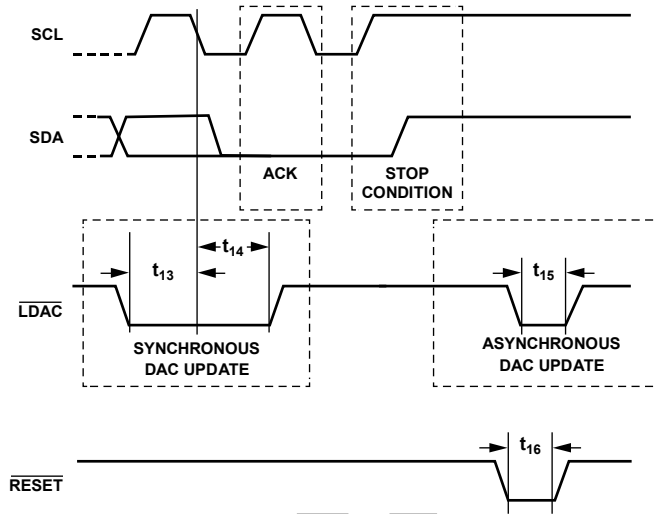 SCL
SDA
ACK
STOP
CONDITION
t14
t13
t15
LDAC
SYNCHRONOUS
DAC UPDATE
ASYNCHRONOUS
DAC UPDATE
t16
RESET